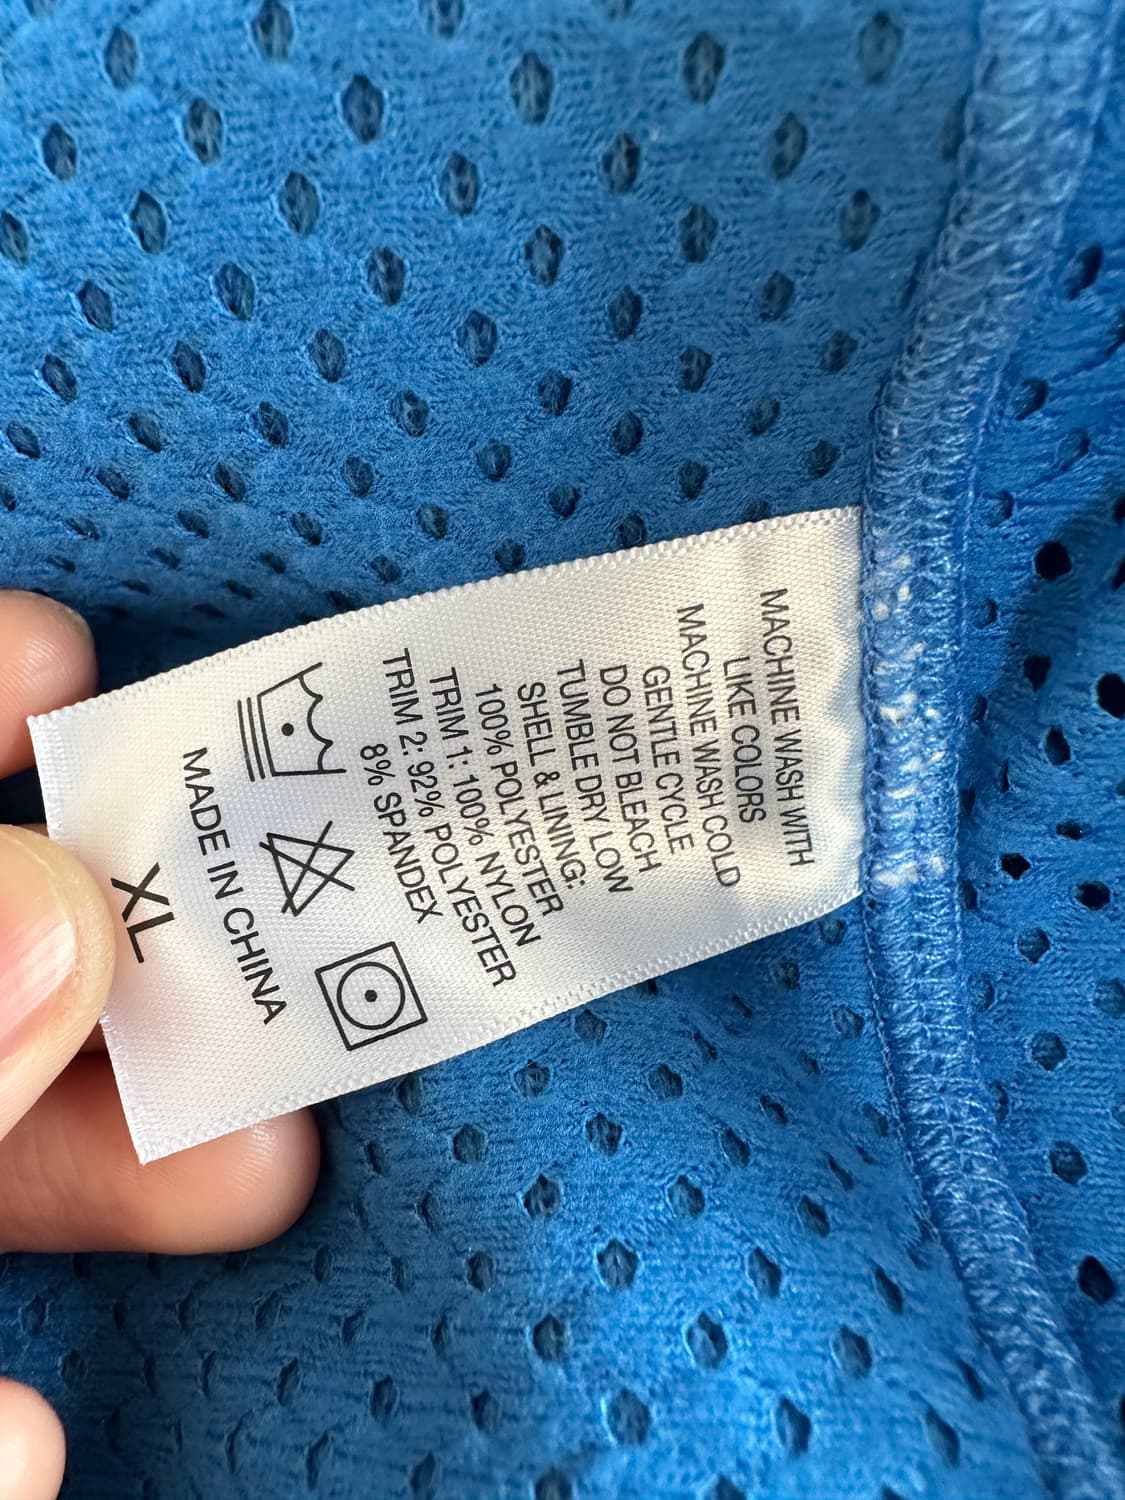 MACHINE WASH WITH
LIKE COLORS
MACHINE WASH COLD
GENTLE CYCLE
DO NOT BLEACH
TUMBLE DRY LOW
SHELL & LINING:
100% POLYESTER
TRIM 1: 100% NYLON
TRIM 2: 92% POLYESTER
8% SPANDEX
MADE IN CHINA
XL